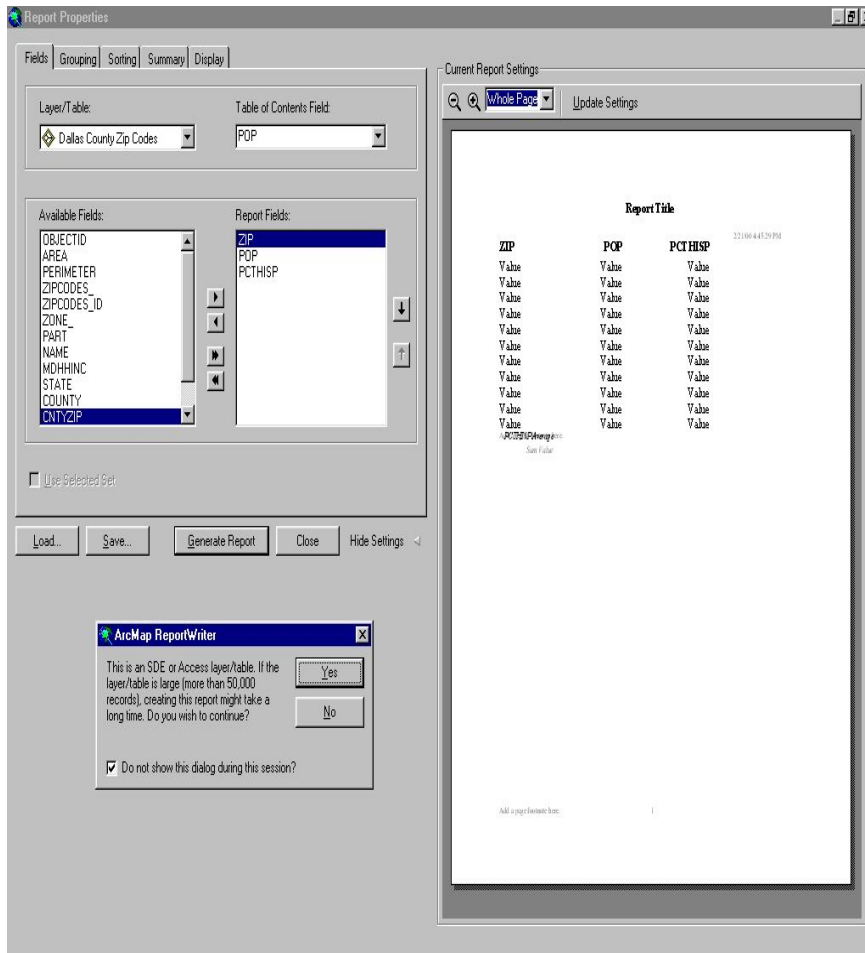 Report Properties
Fields Grouping Sorting Summary Display
Layer/Table: Table of Contents Field:
Dallas County Zip Codes POP
Available Fields: Report Fields:
OBJECTID ZIP
AREA POP
PERIMETER PCTHISP
ZIPCODES_
ZIPCODES_ID
ZONE_
PART
NAME
MDHHINC
STATE
COUNTY
CNTYZIP
Use Selected Set
Load... Save... Generate Report Close Hide Settings
ArcMap ReportWriter
This is an SDE or Access layer/table. If the
layer/table is large (more than 50,000
records), creating this report might take a
long time. Do you wish to continue?
Yes
No
Do not show this dialog during this session?
Current Report Settings
Whole Page Update Settings
Report Title
ZIP POP PCTHISP
Value Value Value
Value Value Value
Value Value Value
Value Value Value
Value Value Value
Value Value Value
Value Value Value
Value Value Value
Value Value Value
Value Value Value
Value Value Value
Sum Value
Add a page footnote here. 1